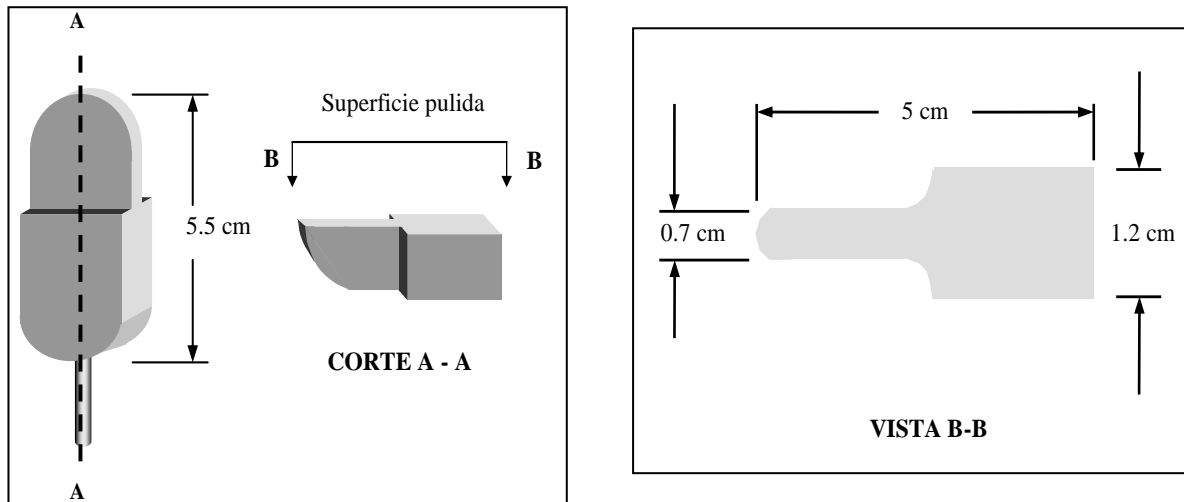 A
Superficie pulida
B
B
5.5 cm
CORTE A - A
A
5 cm
0.7 cm
1.2 cm
VISTA B-B